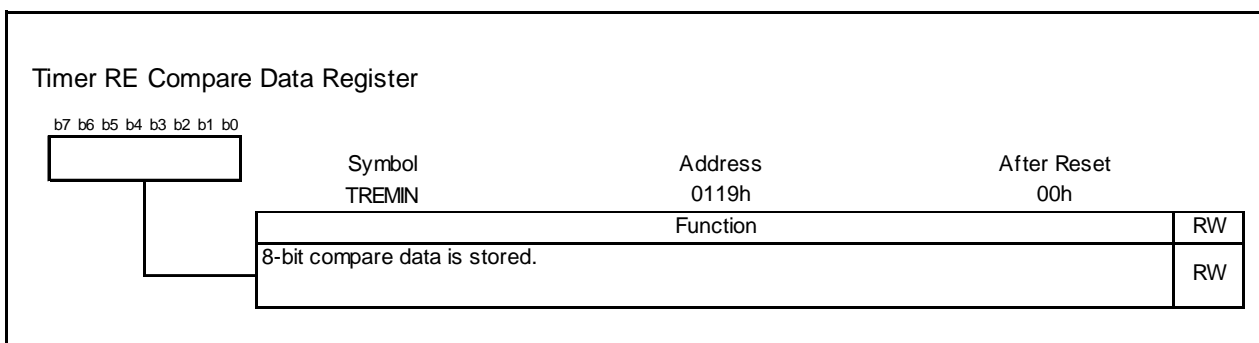 Timer RE Compare Data Register
b7 b6 b5 b4 b3 b2 b1 b0
Symbol Address After Reset
TREMIN 0119h 00h
Function RW
8-bit compare data is stored.
RW